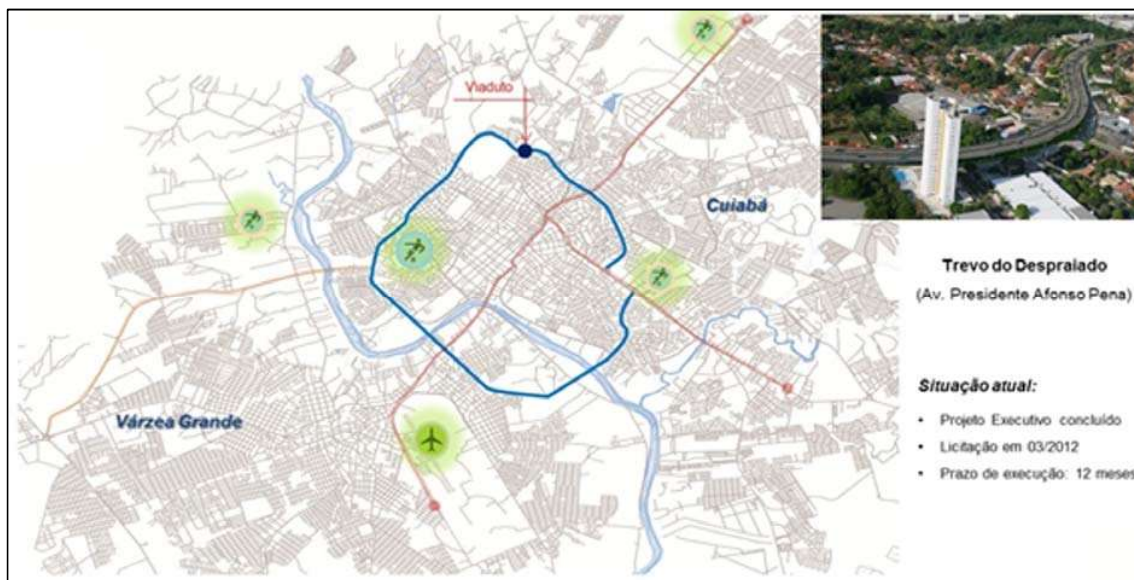 Viaduto
Cuiabá
Várzea Grande
Trevo do Despraiado
(Av. Presidente Afonso Pena)
Situação atual:
• Projeto Executivo concluído
• Licitação em 03/2012
• Prazo de execução: 12 meses